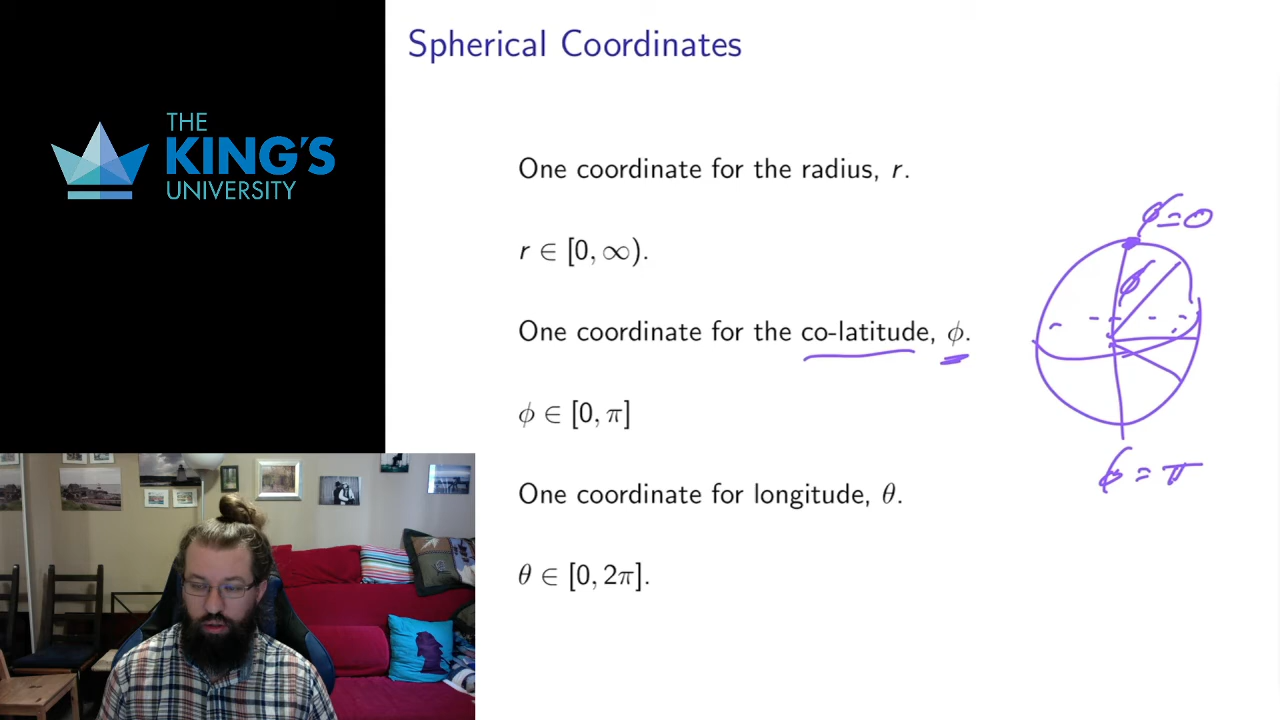 THE
KING'S
UNIVERSITY
Spherical Coordinates
One coordinate for the radius, r.
r ∈ [0, ∞).
One coordinate for the co-latitude, ϕ.
ϕ ∈ [0, π]
One coordinate for longitude, θ.
θ ∈ [0, 2π].
ϕ=0
ϕ
ϕ = π